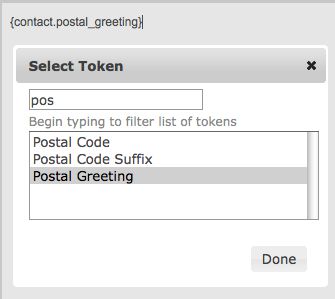 {contact.postal_greeting}
Select Token
✖
pos
Begin typing to filter list of tokens
Postal Code
Postal Code Suffix
Postal Greeting
Done